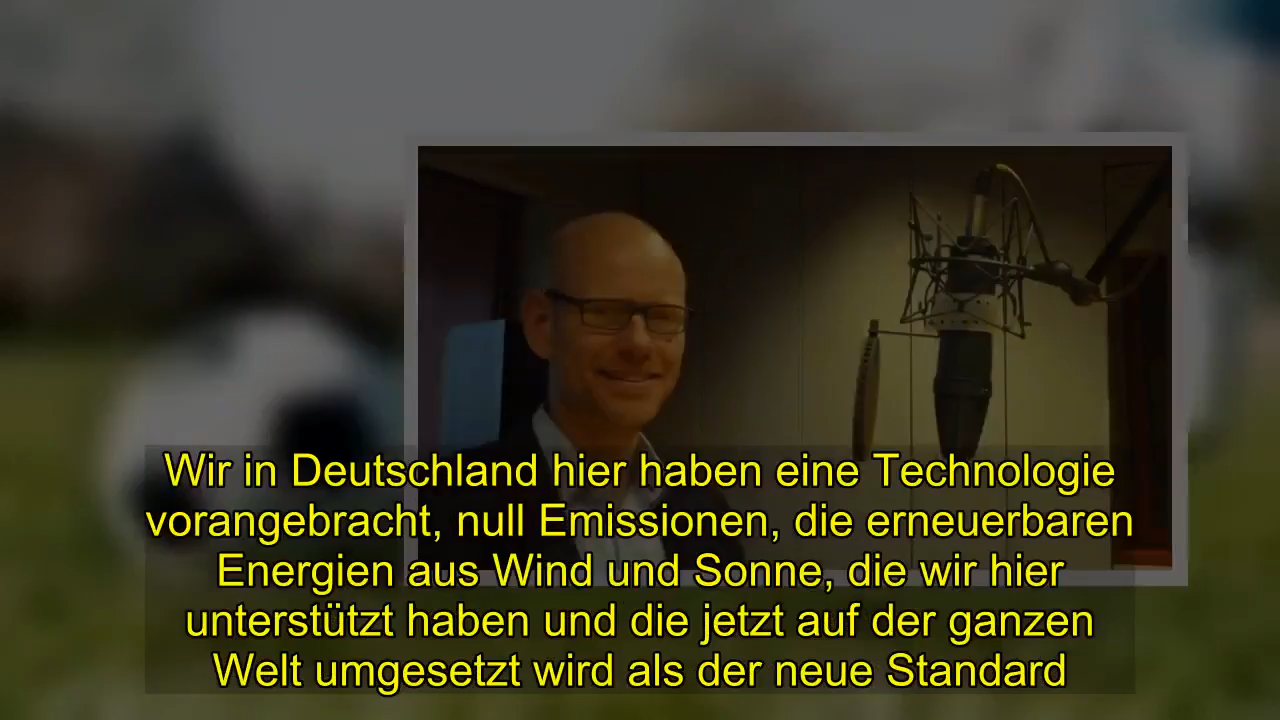 Wir in Deutschland hier haben eine Technologie
vorangebracht, null Emissionen, die erneuerbaren
Energien aus Wind und Sonne, die wir hier
unterstützt haben und die jetzt auf der ganzen
Welt umgesetzt wird als der neue Standard